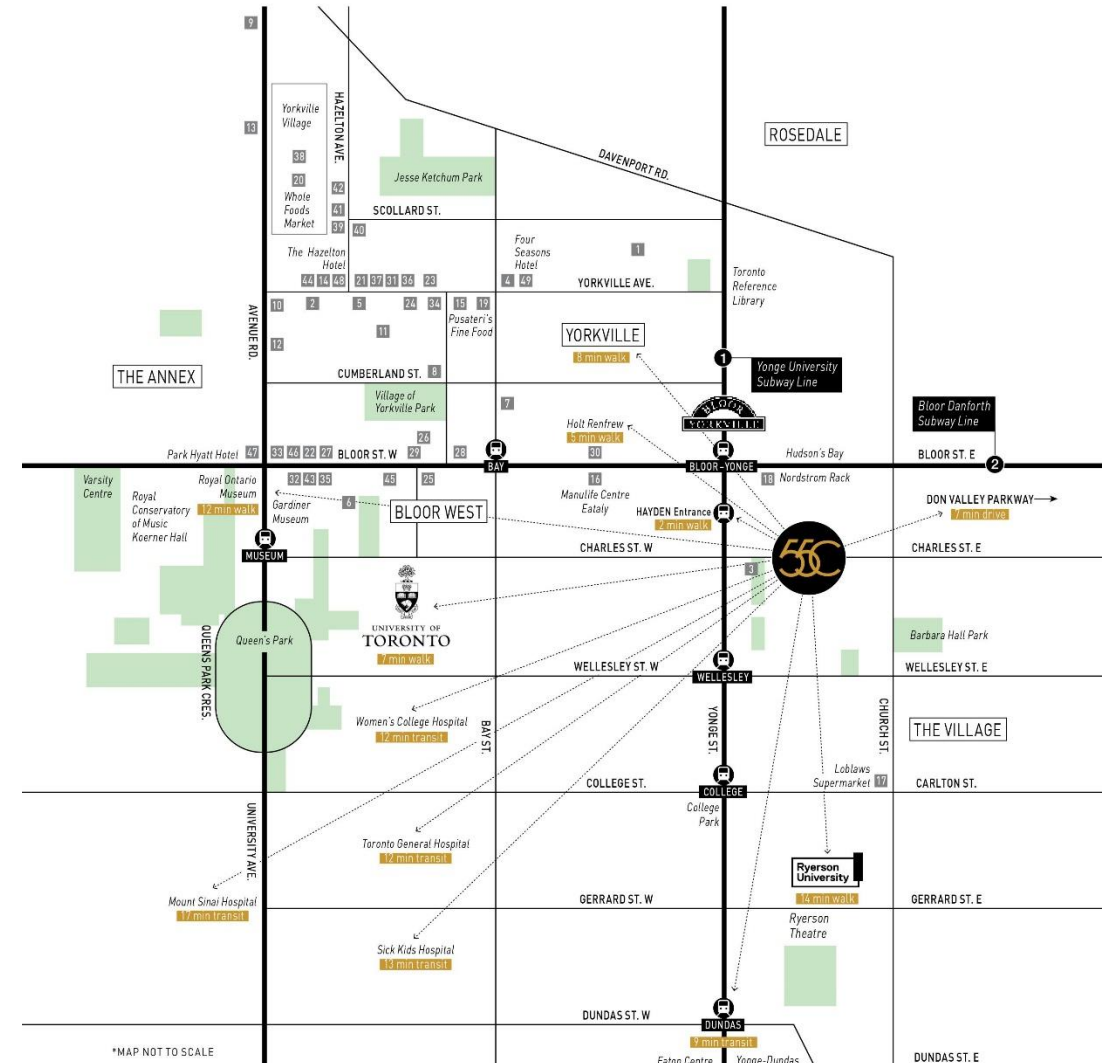 9
Yorkville
Village
HAZELTON AVE.
13
38
20
Whole
Foods
Market
42
41
39
40
ROSEDALE
DAVENPORT RD.
Jesse Ketchum Park
SCOLLARD ST.
The Hazelton
Hotel
44 14 48 21 37 31 36 23
Four
Seasons
Hotel
4 49
1
YORKVILLE AVE.
Toronto
Reference
Library
AVENUE RD.
10 2 5 24 34 15 19
Pusateri's
Fine Food
11
12
YORKVILLE
8 min walk
1
Yonge University
Subway Line
THE ANNEX
CUMBERLAND ST. 8
Village of
Yorkville Park
7
BLOOR
YORKVILLE
Holt Renfrew
5 min walk
Bloor Danforth
Subway Line
2
26
Park Hyatt Hotel 47 33 46 22 27 BLOOR ST. W 29 28
30
Hudson's Bay
BLOOR ST. E
BAY
BLOOR-YONGE
Varsity
Centre
Royal
Conservatory
of Music
Koerner Hall
Royal Ontario
Museum
12 min walk
32 43 35
Gardiner
Museum
6
45 25
BLOOR WEST
16
Manulife Centre
Eataly
18 Nordstrom Rack
HAYDEN Entrance
2 min walk
DON VALLEY PARKWAY
7 min drive
MUSEUM
CHARLES ST. W
55C
CHARLES ST. E
3
UNIVERSITY OF
TORONTO
7 min walk
Queen's Park
QUEENS PARK CRES.
Barbara Hall Park
WELLESLEY ST. W
WELLESLEY
WELLESLEY ST. E
Women's College Hospital
12 min transit
BAY ST.
YONGE ST.
CHURCH ST.
THE VILLAGE
Loblaws
Supermarket 17
COLLEGE ST.
COLLEGE
CARLTON ST.
College
Park
UNIVERSITY AVE.
Toronto General Hospital
12 min transit
Ryerson
University
14 min walk
Mount Sinai Hospital
17 min transit
GERRARD ST. W
GERRARD ST. E
Ryerson
Theatre
Sick Kids Hospital
13 min transit
DUNDAS ST. W
DUNDAS
9 min transit
*MAP NOT TO SCALE
Eaton Centre
Yonge-Dundas
DUNDAS ST. E